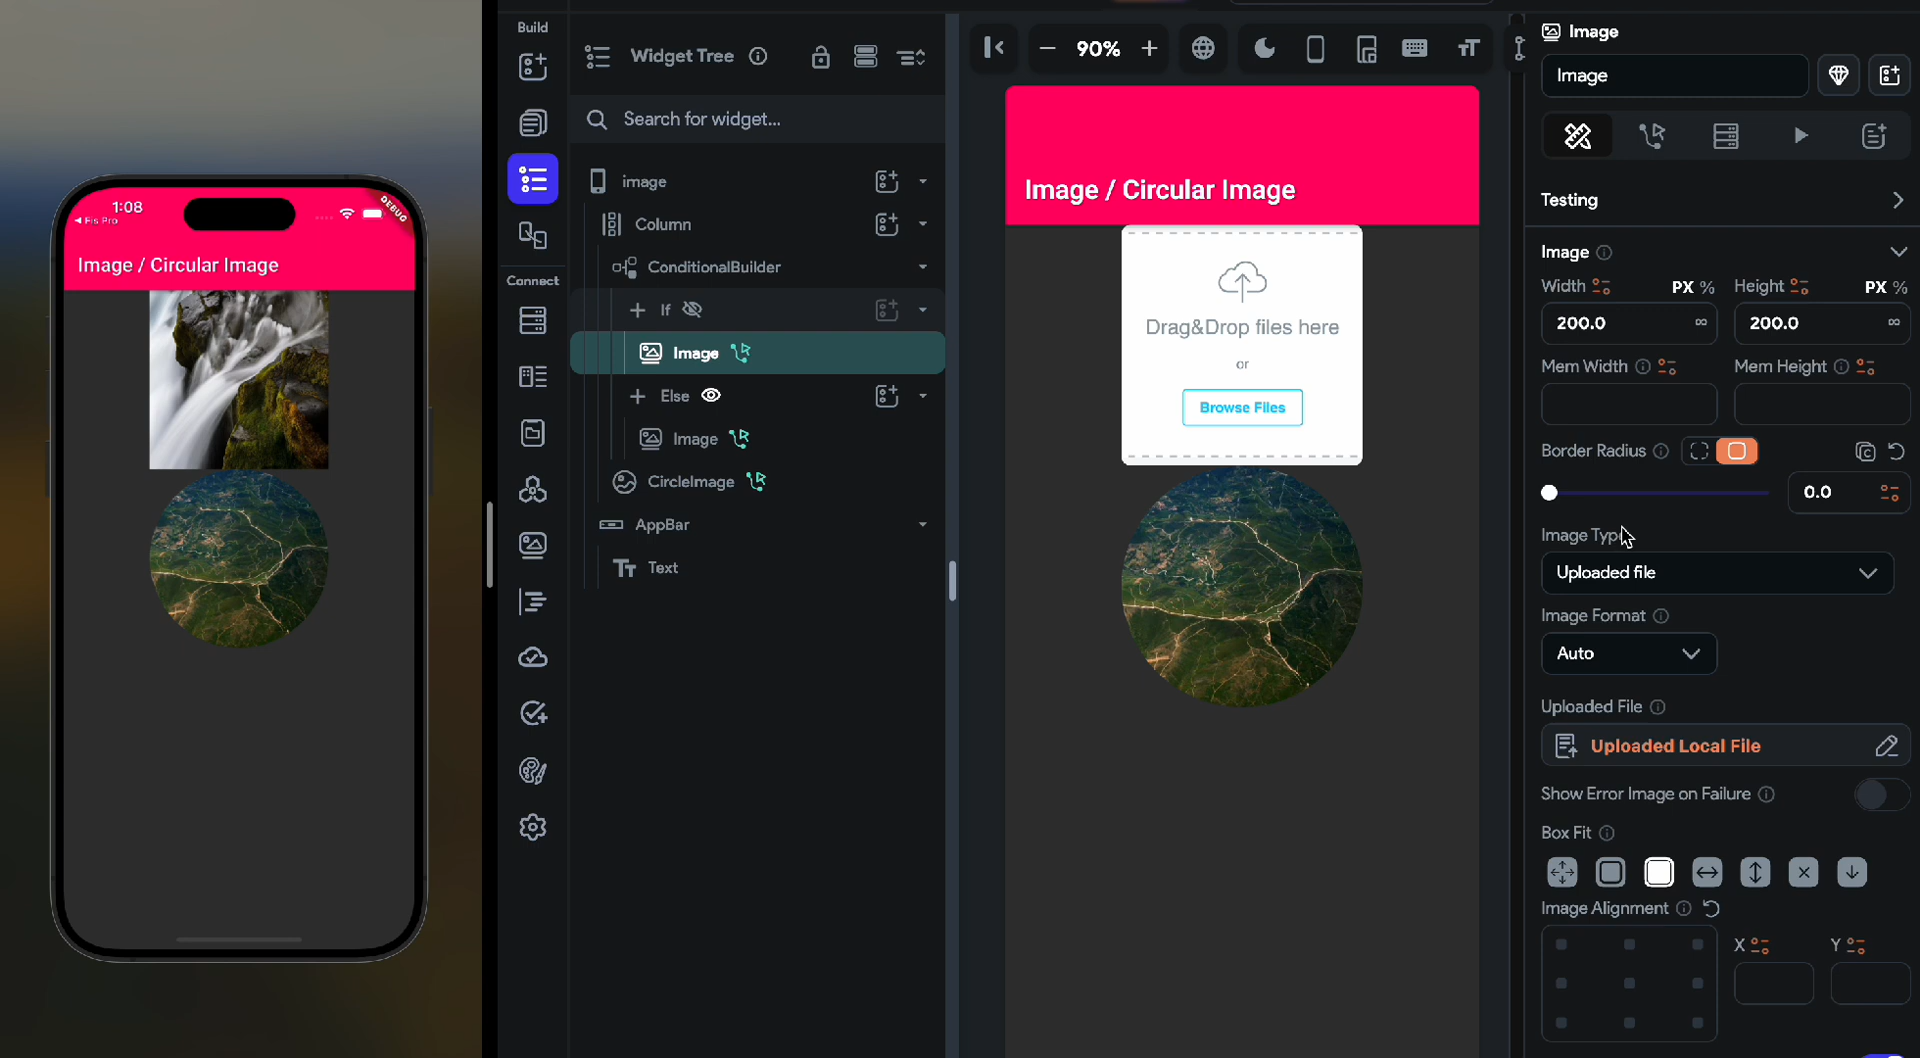 1:08
Fis Pro
DEBUG
Image / Circular Image
Build
Connect
Widget Tree
Search for widget...
image
Column
ConditionalBuilder
If
Image
Else
Image
CircleImage
AppBar
Text
90%
Image / Circular Image
Drag&Drop files here
or
Browse Files
Image
Image
Testing
Image
Width PX % Height PX %
200.0 ∞ 200.0 ∞
Mem Width Mem Height
Border Radius
0.0
Image Type
Uploaded file
Image Format
Auto
Uploaded File
Uploaded Local File
Show Error Image on Failure
Box Fit
Image Alignment
X Y